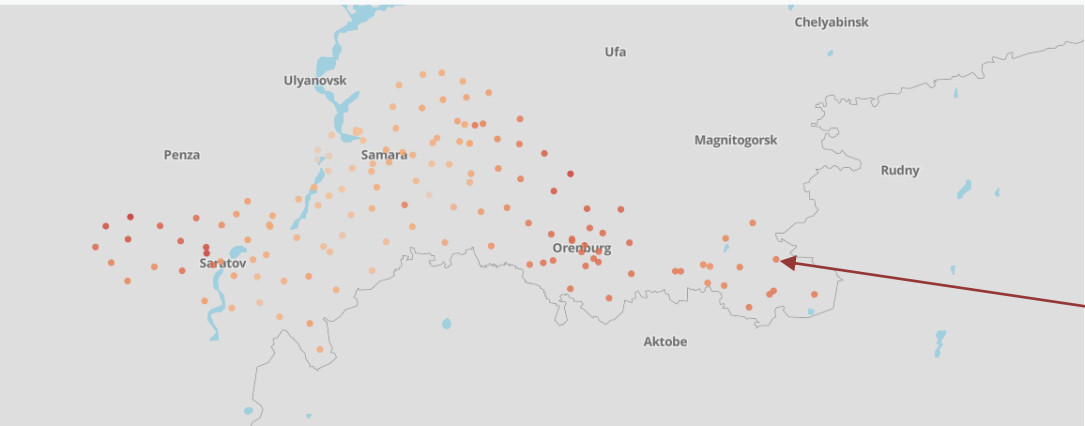 Chelyabinsk
Ufa
Ulyanovsk
Magnitogorsk
Penza
Samara
Rudny
Orenburg
Saratov
Aktobe